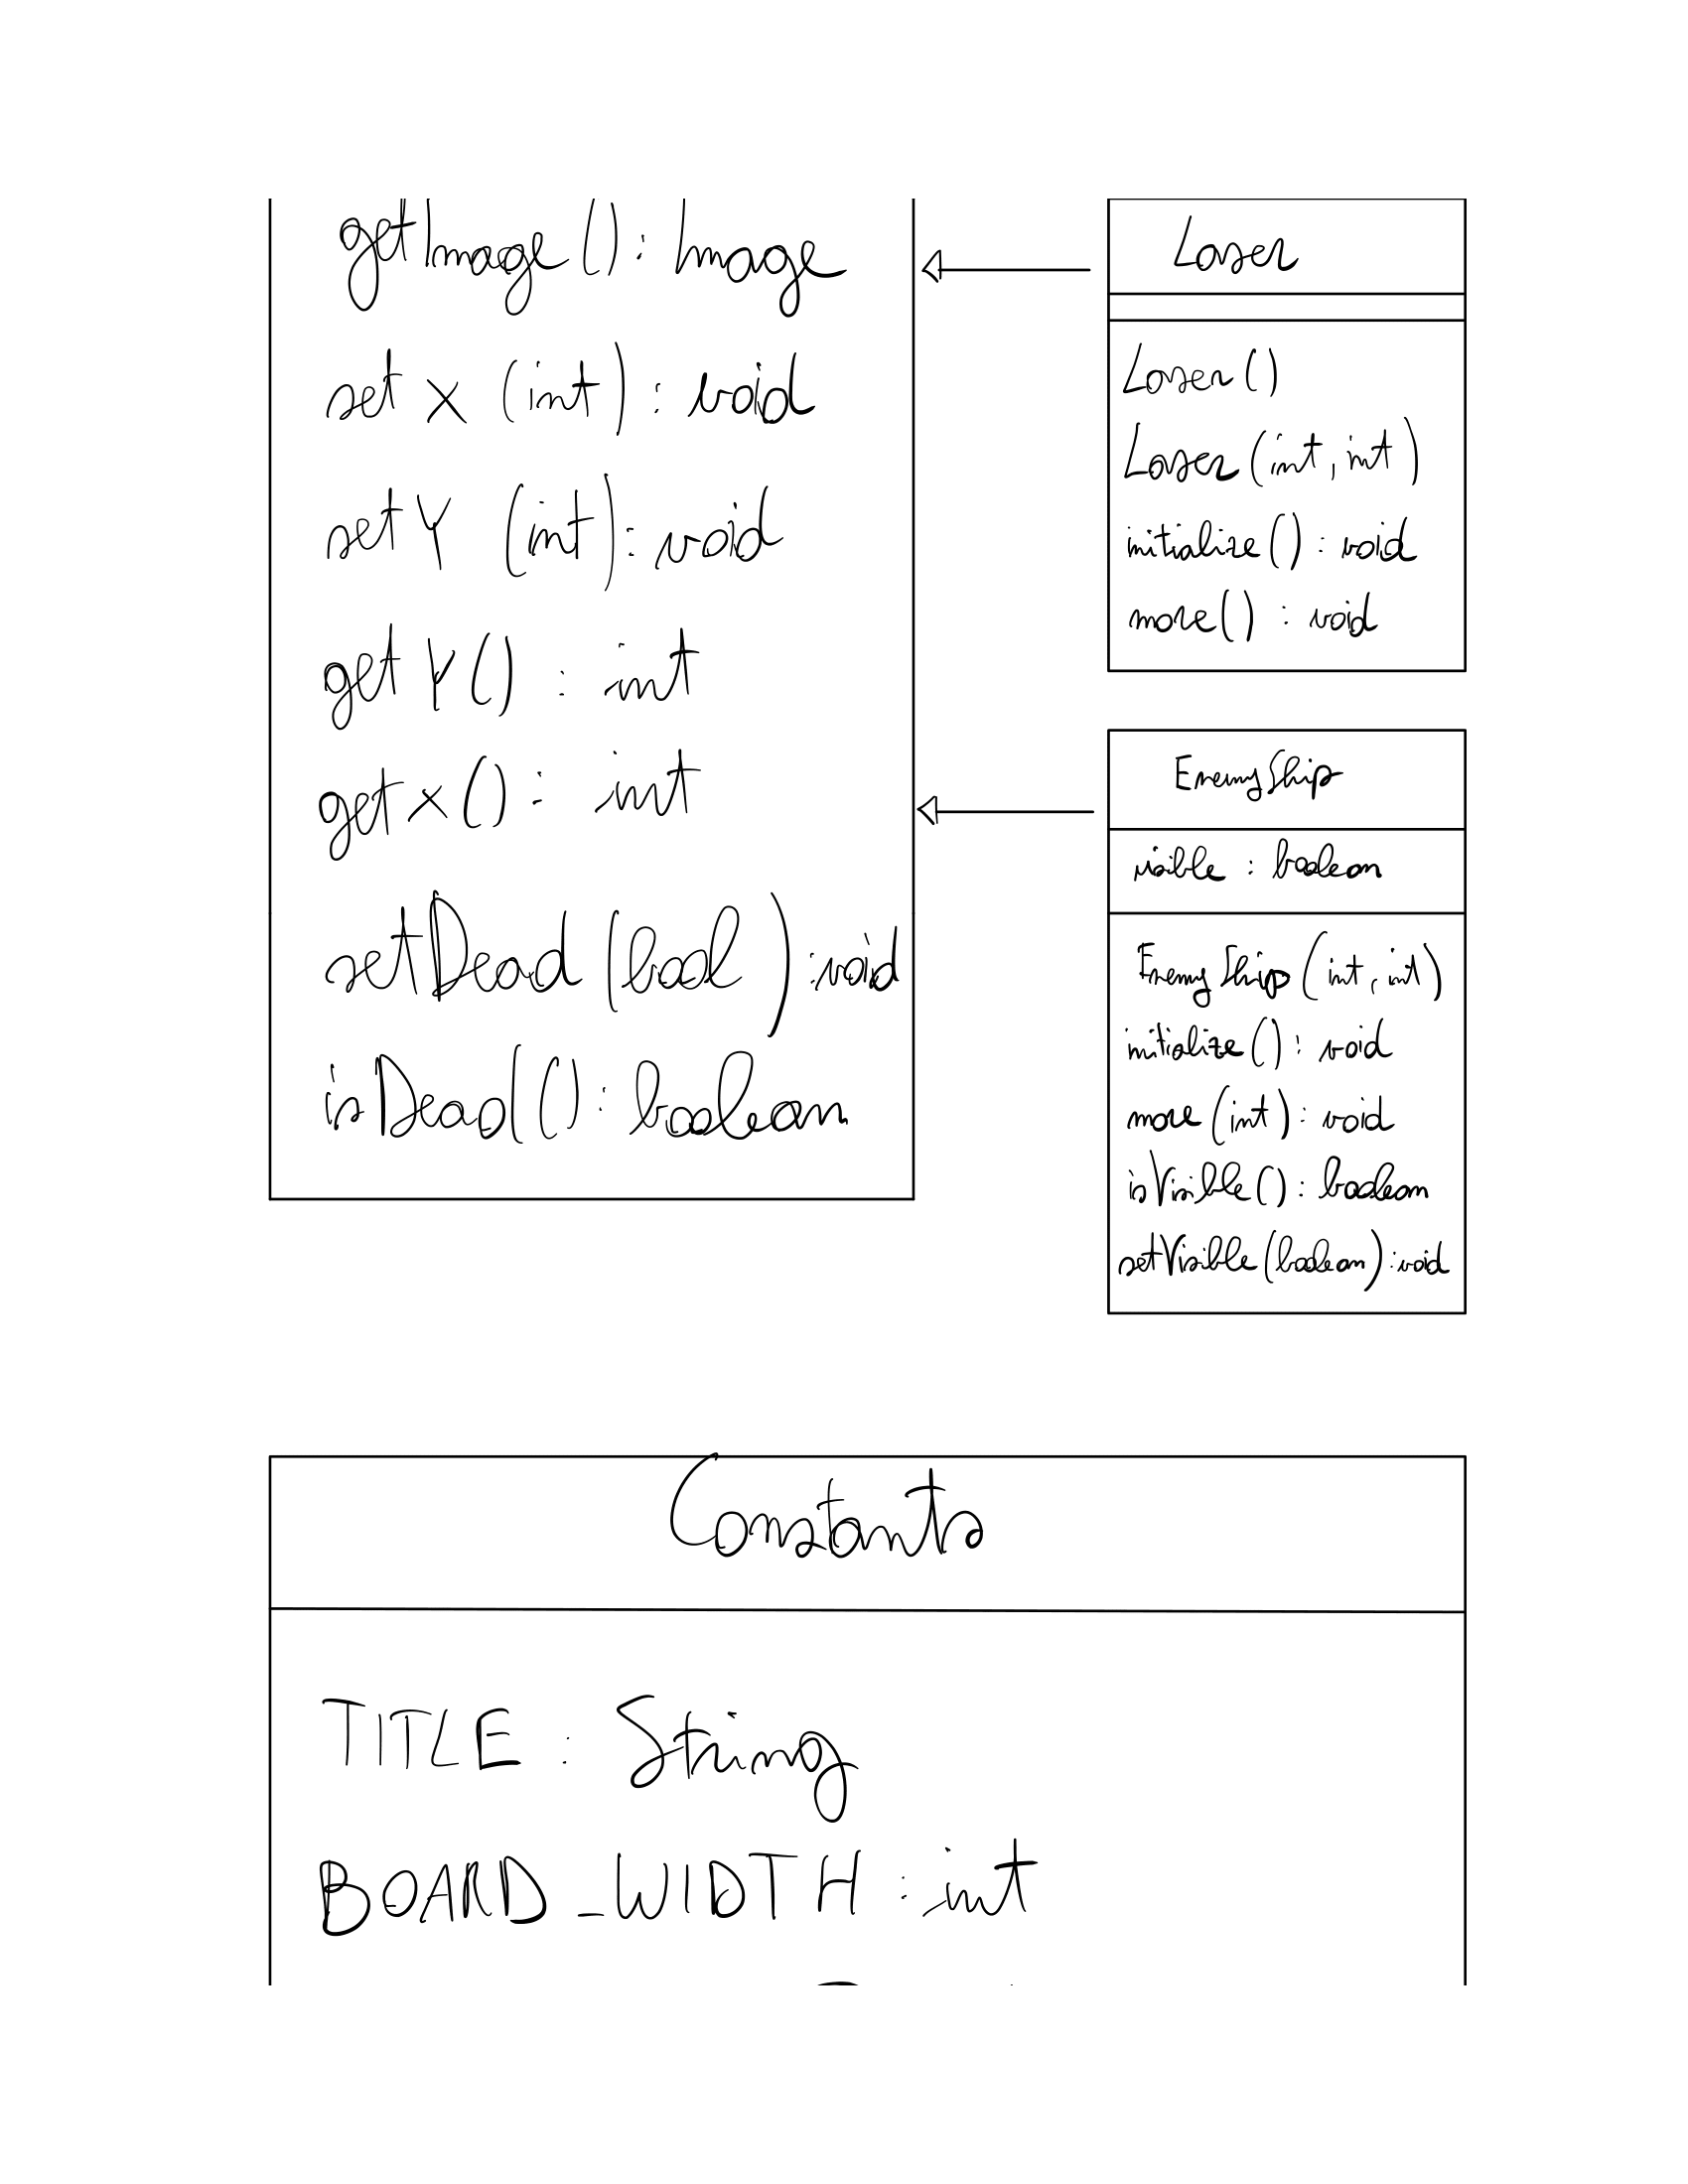 getImage() : Image
set x (int) : void
setY (int) : void
getY() : int
getx() : int
setDead (bool) : void
isDead() : boolean
Laser
Laser()
Laser(int, int)
initialize() : void
move() : void
EnemyShip
visible : boolean
EnemyShip(int, int)
initialize() : void
move(int) : void
isVisible() : boolean
setVisible(boolean) : void
Constants
TITLE : String
BOARD_WIDTH : int